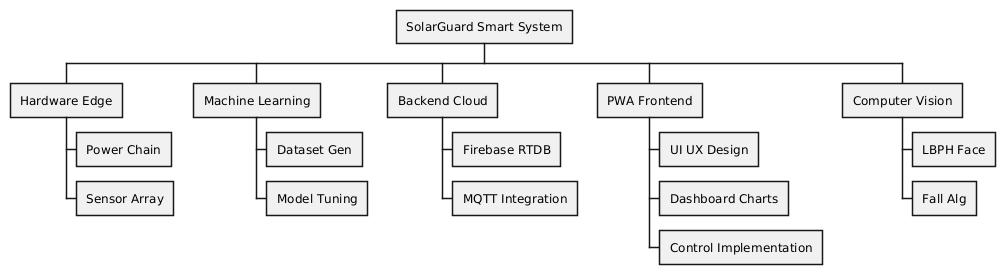 SolarGuard Smart System
Hardware Edge
Power Chain
Sensor Array
Machine Learning
Dataset Gen
Model Tuning
Backend Cloud
Firebase RTDB
MQTT Integration
PWA Frontend
UI UX Design
Dashboard Charts
Control Implementation
Computer Vision
LBPH Face
Fall Alg